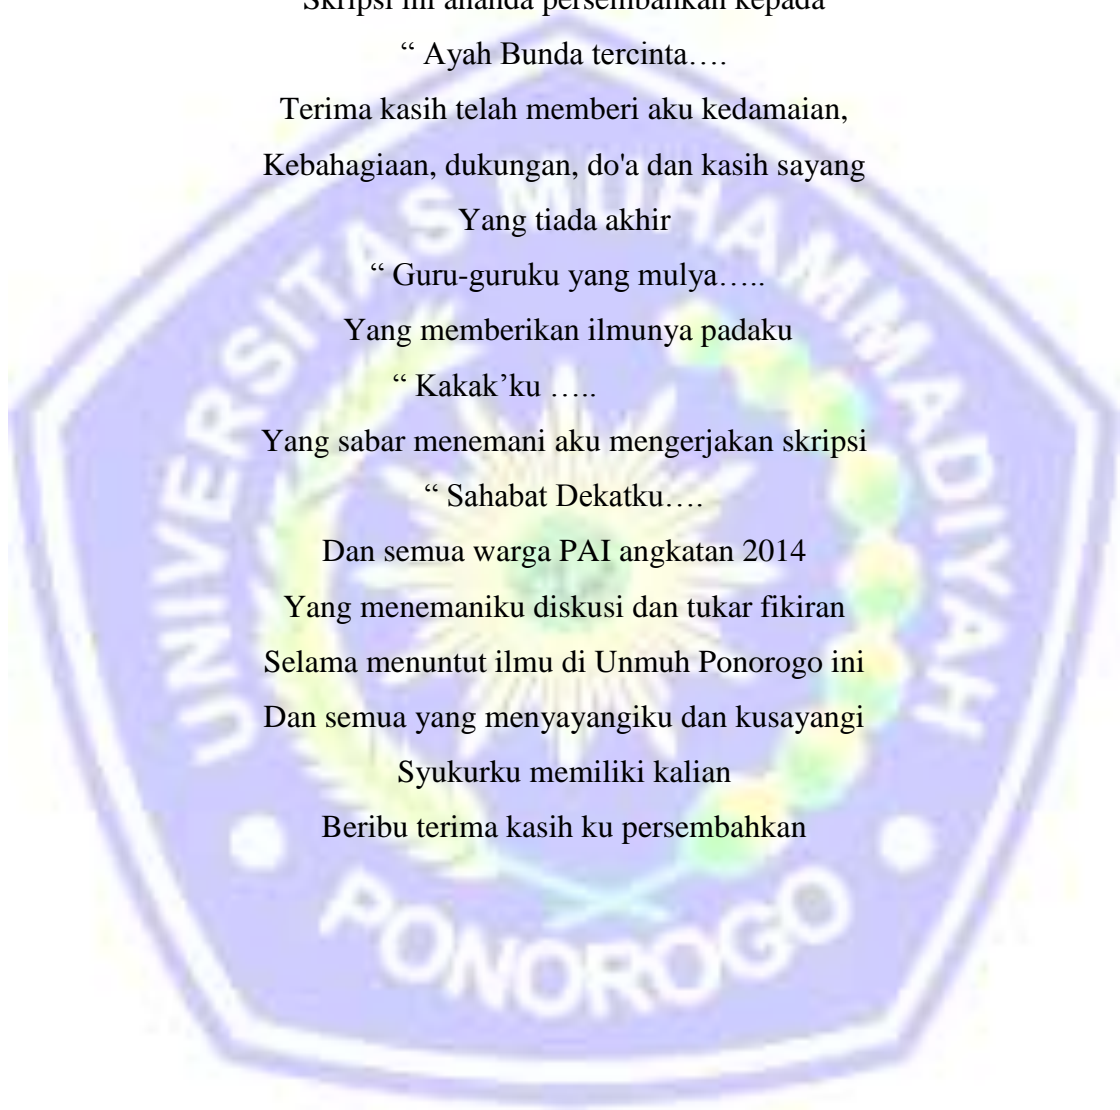 Skripsi ini ananda persembahkan kepada
“ Ayah Bunda tercinta….
Terima kasih telah memberi aku kedamaian,
Kebahagiaan, dukungan, do'a dan kasih sayang
Yang tiada akhir
“ Guru-guruku yang mulya…..
Yang memberikan ilmunya padaku
“ Kakak’ku …..
Yang sabar menemani aku mengerjakan skripsi
“ Sahabat Dekatku….
Dan semua warga PAI angkatan 2014
Yang menemaniku diskusi dan tukar fikiran
Selama menuntut ilmu di Unmuh Ponorogo ini
Dan semua yang menyayangiku dan kusayangi
Syukurku memiliki kalian
Beribu terima kasih ku persembahkan
UNIVERSITAS MUHAMMADIYAH
PONOROGO